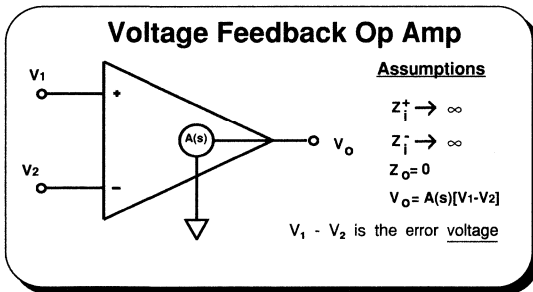 Voltage Feedback Op Amp
Assumptions
V1
+
Zi+ → ∞
A(s)
Vo
Zi- → ∞
V2
-
Zo = 0
Vo = A(s)[V1-V2]
V1 - V2 is the error voltage